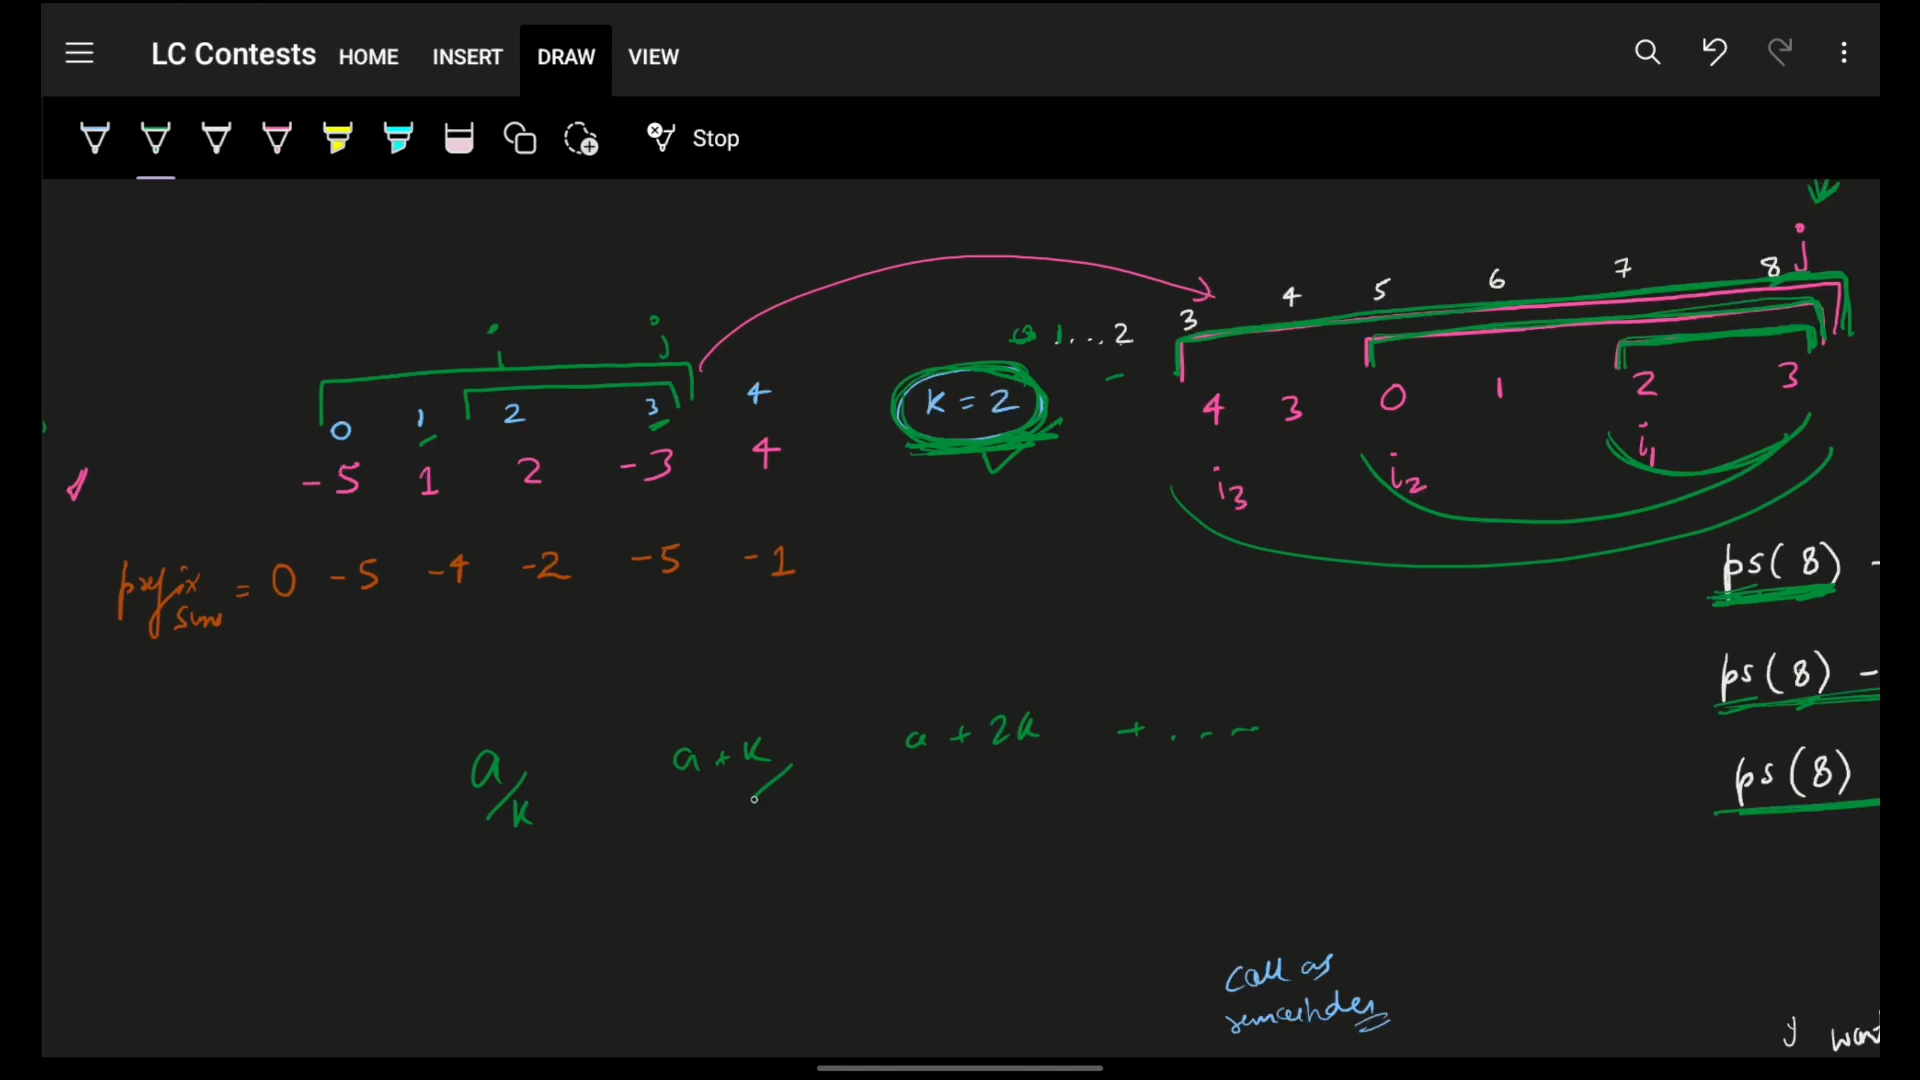 LC Contests HOME INSERT DRAW VIEW
Stop
j
3 4 5 6 7 8
1...2
i j
0 1 2 3 4
k = 2
4 3 0 1 2 3
-5 1 2 -3 4
i3 i2 i1
prefix sum = 0 -5 -4 -2 -5 -1
ps(8) -
ps(8) -
ps(8)
a/k a+k/ a+2k + ...
Call as
remainder